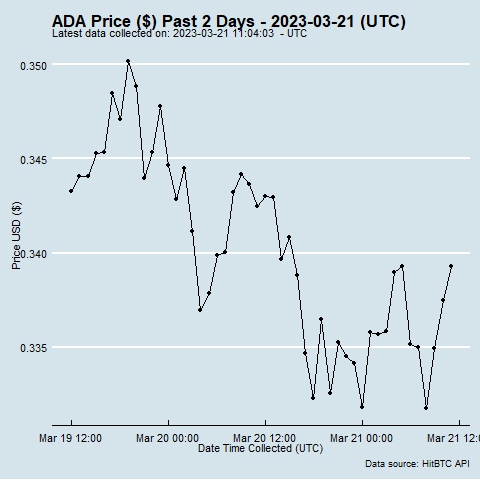 ADA Price ($) Past 2 Days - 2023-03-21 (UTC)
Latest data collected on: 2023-03-21 11:04:03 - UTC
0.350
0.345
0.340
0.335
Price USD ($)
Mar 19 12:00 Mar 20 00:00 Mar 20 12:00 Mar 21 00:00 Mar 21 12:00
Date Time Collected (UTC)
Data source: HitBTC API